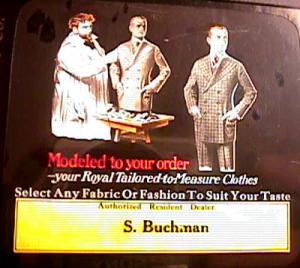 Modeled to your order
—your Royal Tailored-to-Measure Clothes
Select Any Fabric Or Fashion To Suit Your Taste
Authorized Resident Dealer
S. Buchman